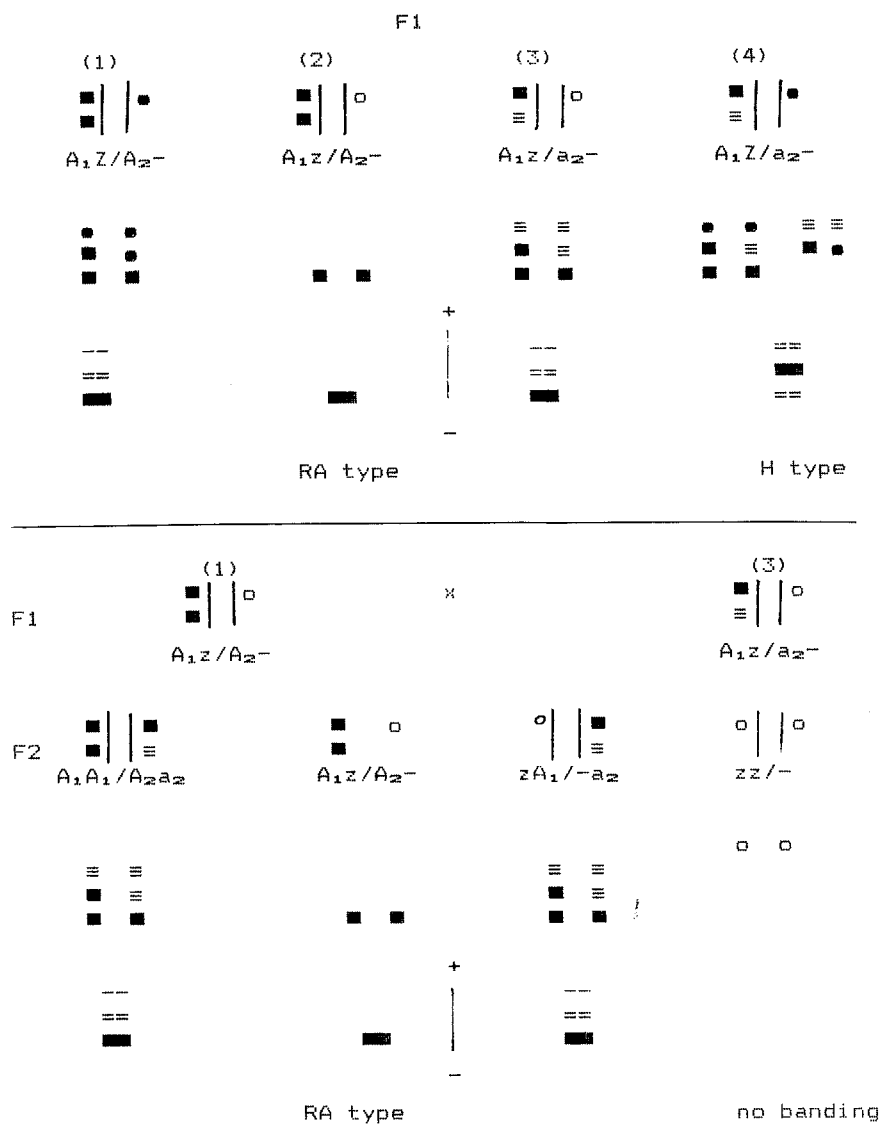 F1
(1) (2) (3) (4)
A₁Z/A₂- A₁z/A₂- A₁z/a₂- A₁Z/a₂-
+
-
RA type H type
(1) (3)
F1 x
A₁z/A₂- A₁z/a₂-
F2
A₁A₁/A₂a₂ A₁z/A₂- zA₁/-a₂ zz/-
+
-
RA type no banding